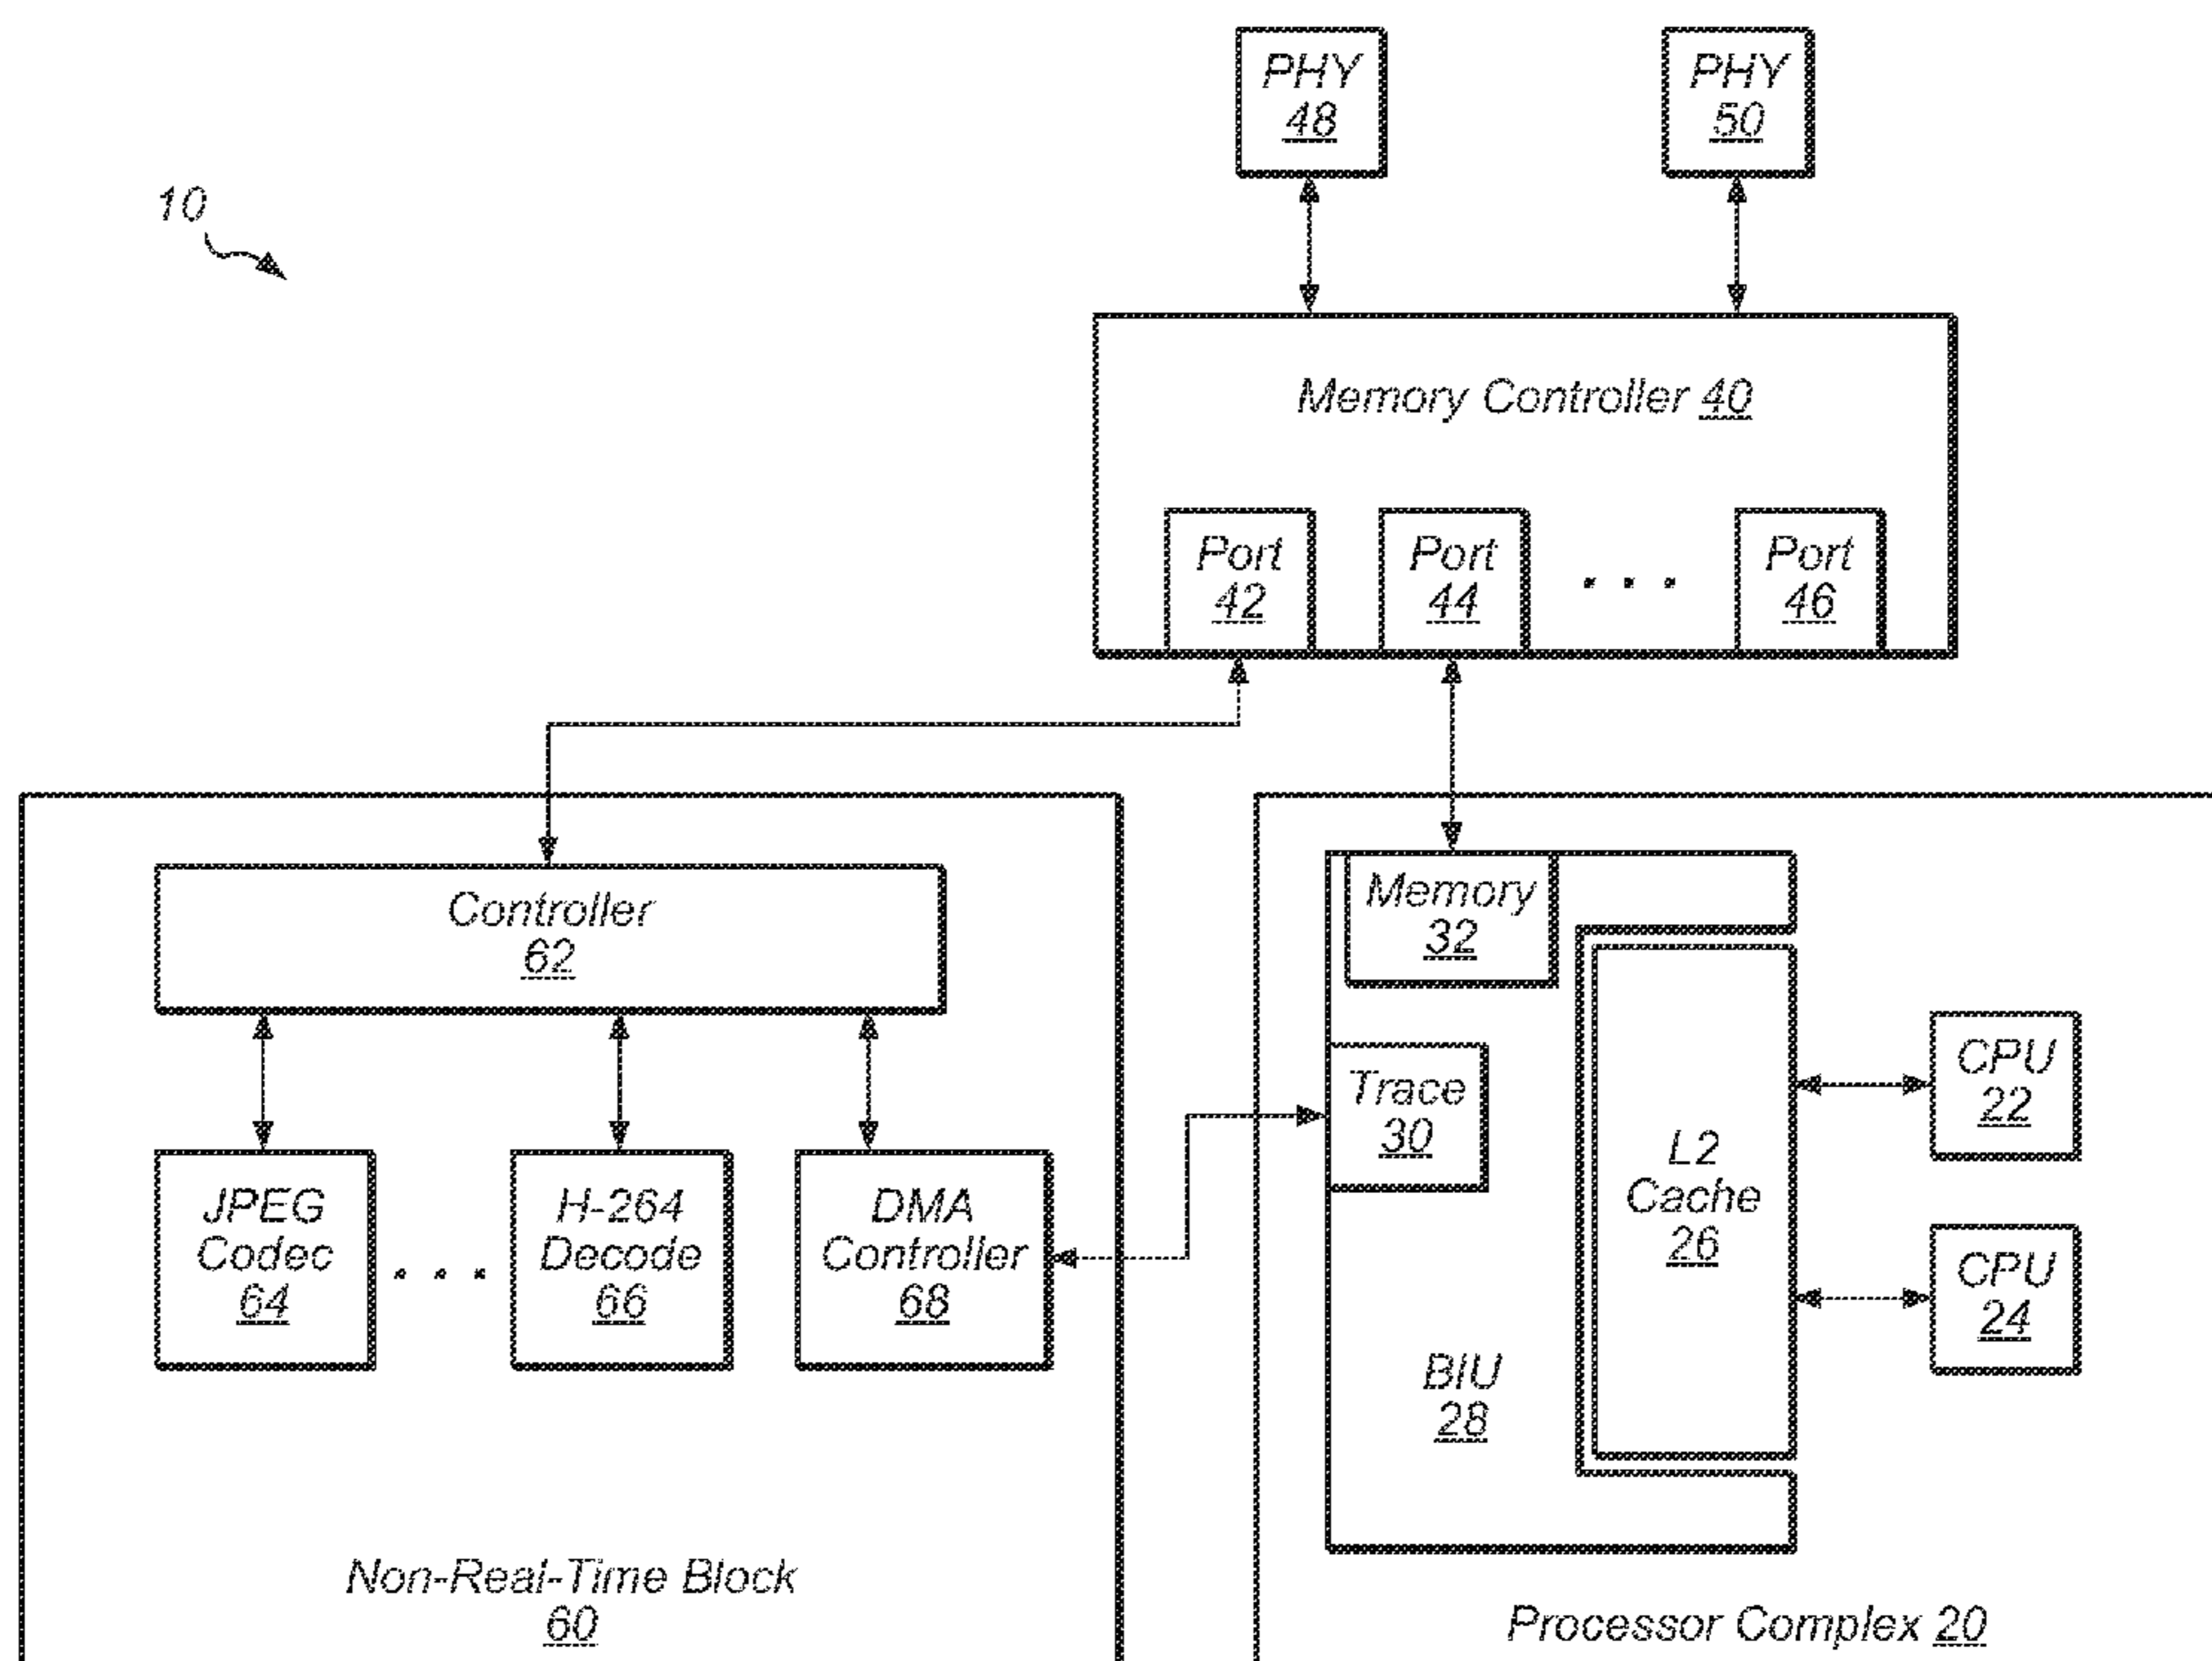 PHY
48
PHY
50
10
Memory Controller 40
Port
42
Port
44
. . .
Port
46
Controller
62
Memory
32
Trace
30
L2
Cache
26
CPU
22
CPU
24
JPEG
Codec
64
. . .
H-264
Decode
66
DMA
Controller
68
BIU
28
Non-Real-Time Block
60
Processor Complex 20